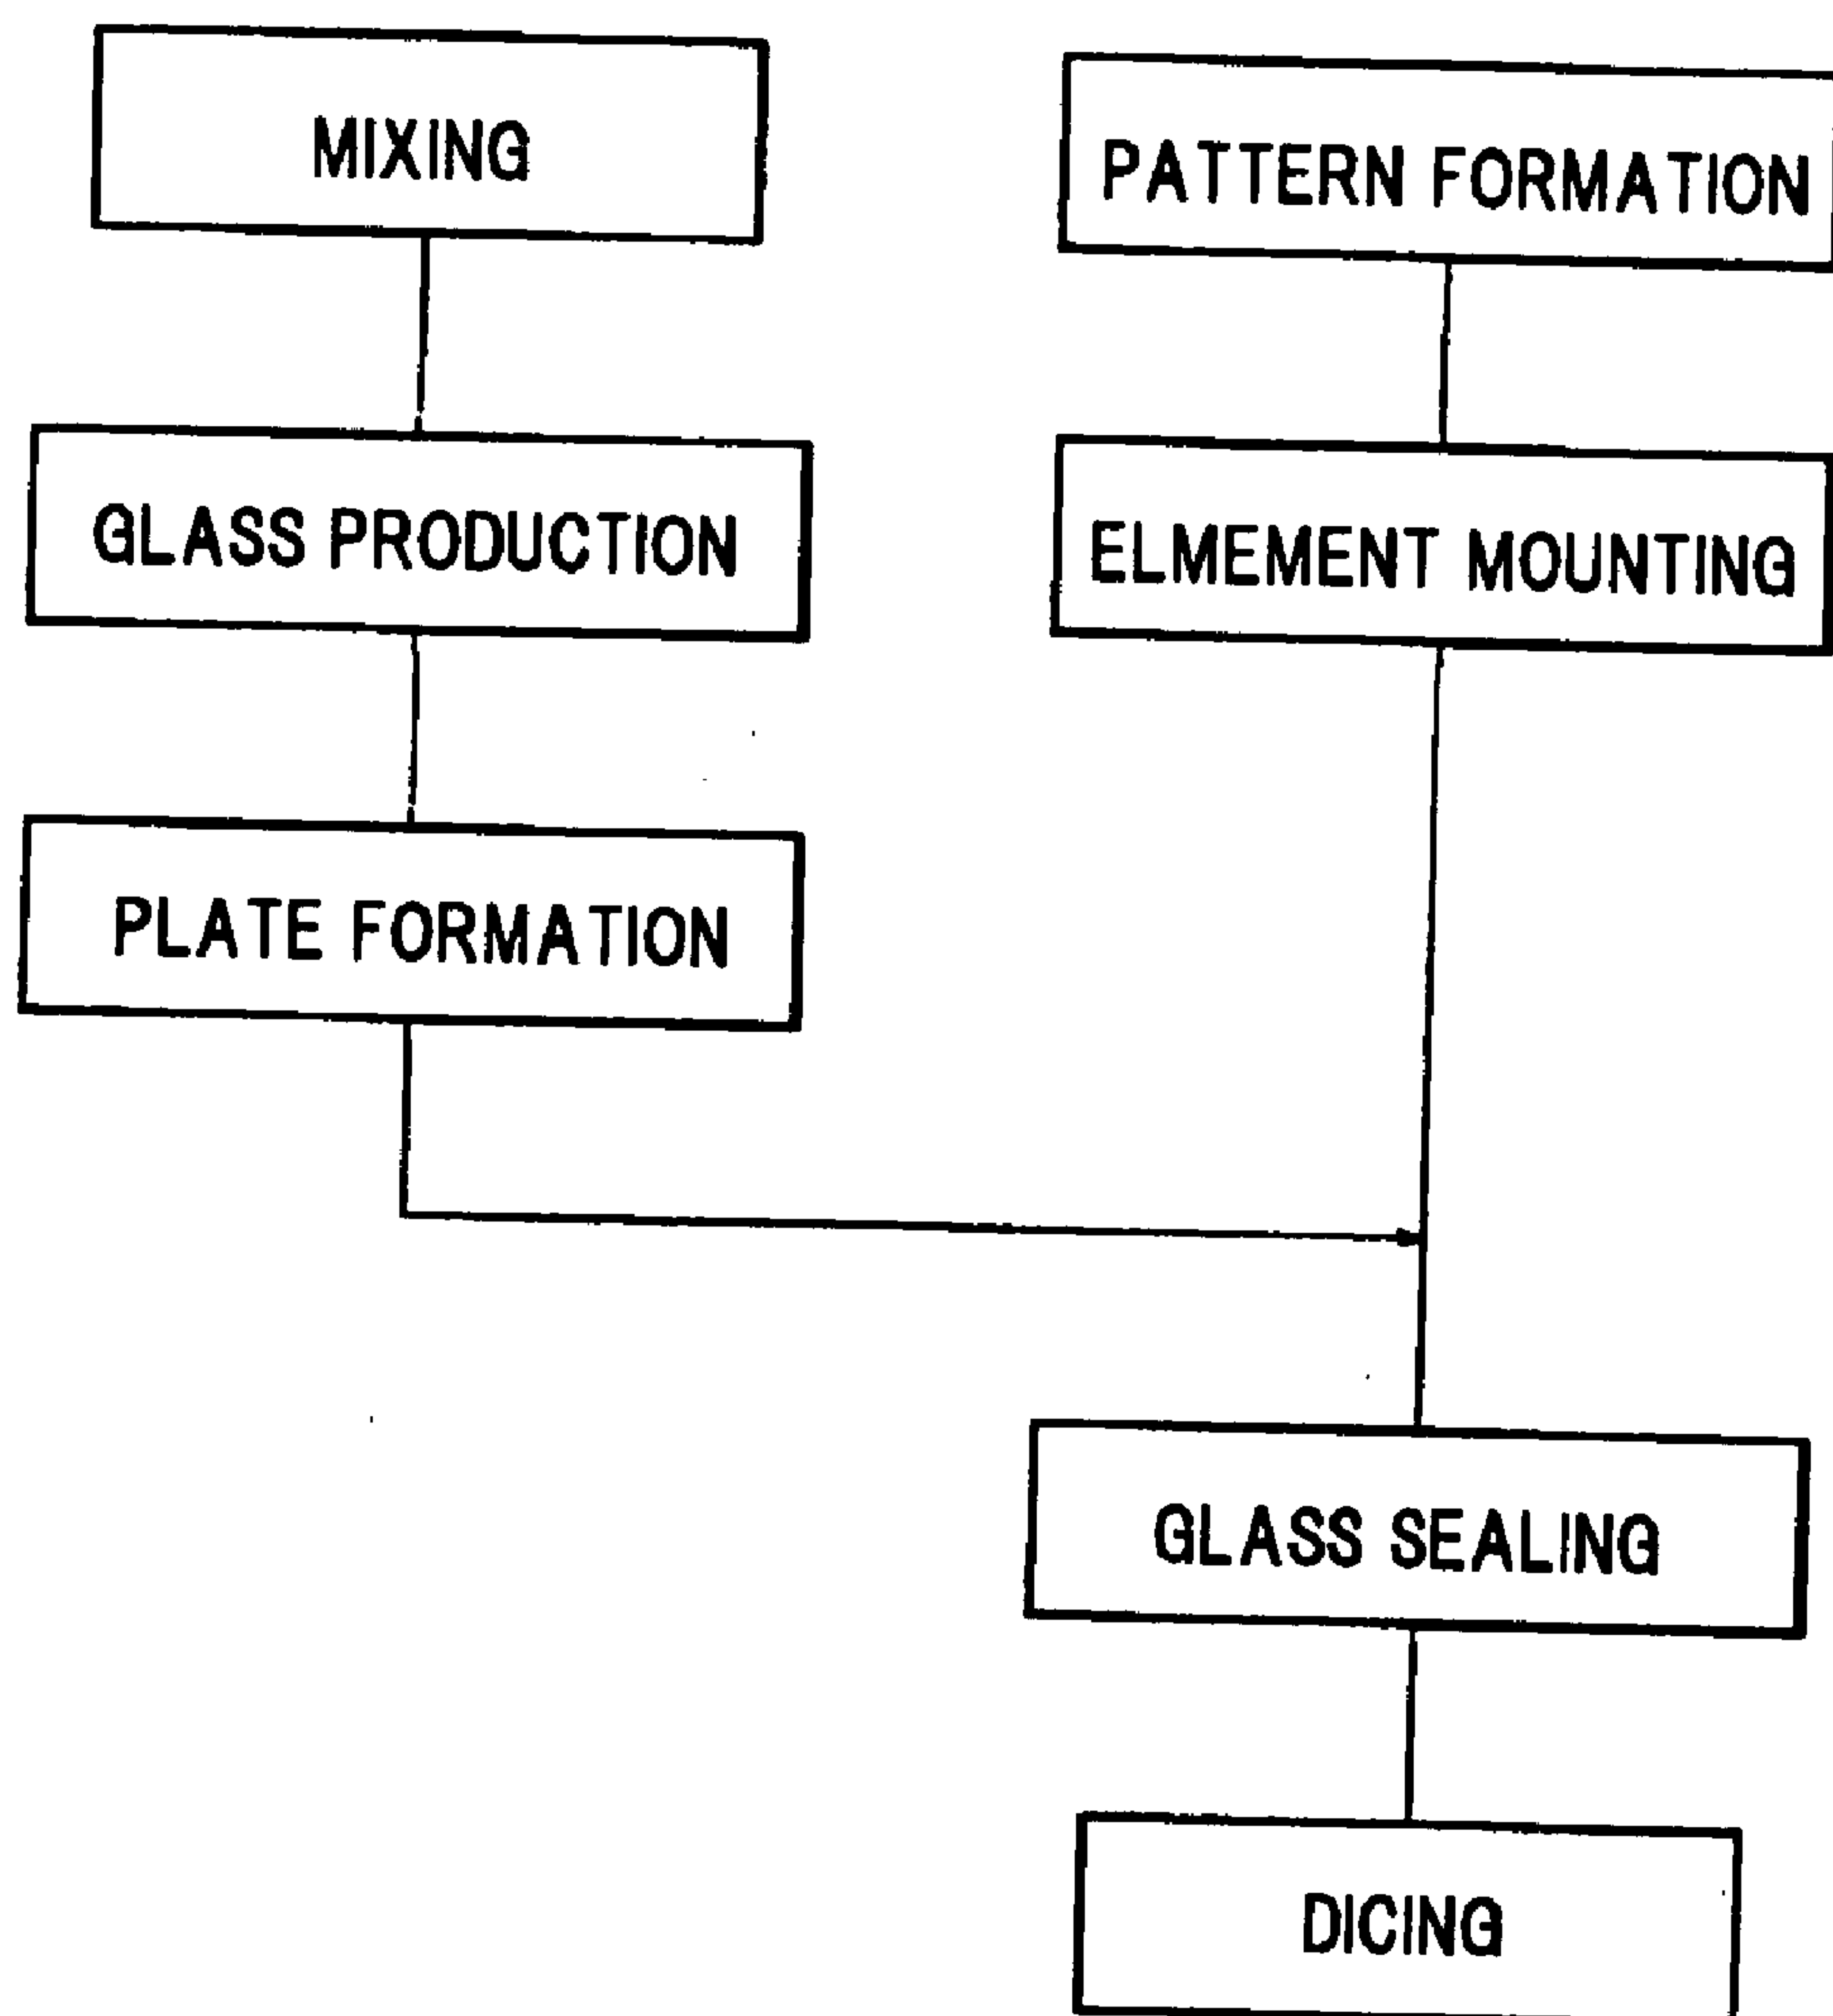 MIXING
GLASS PRODUCTION
PLATE FORMATION
PATTERN FORMATION
ELMEMENT MOUNTING
GLASS SEALING
DICING